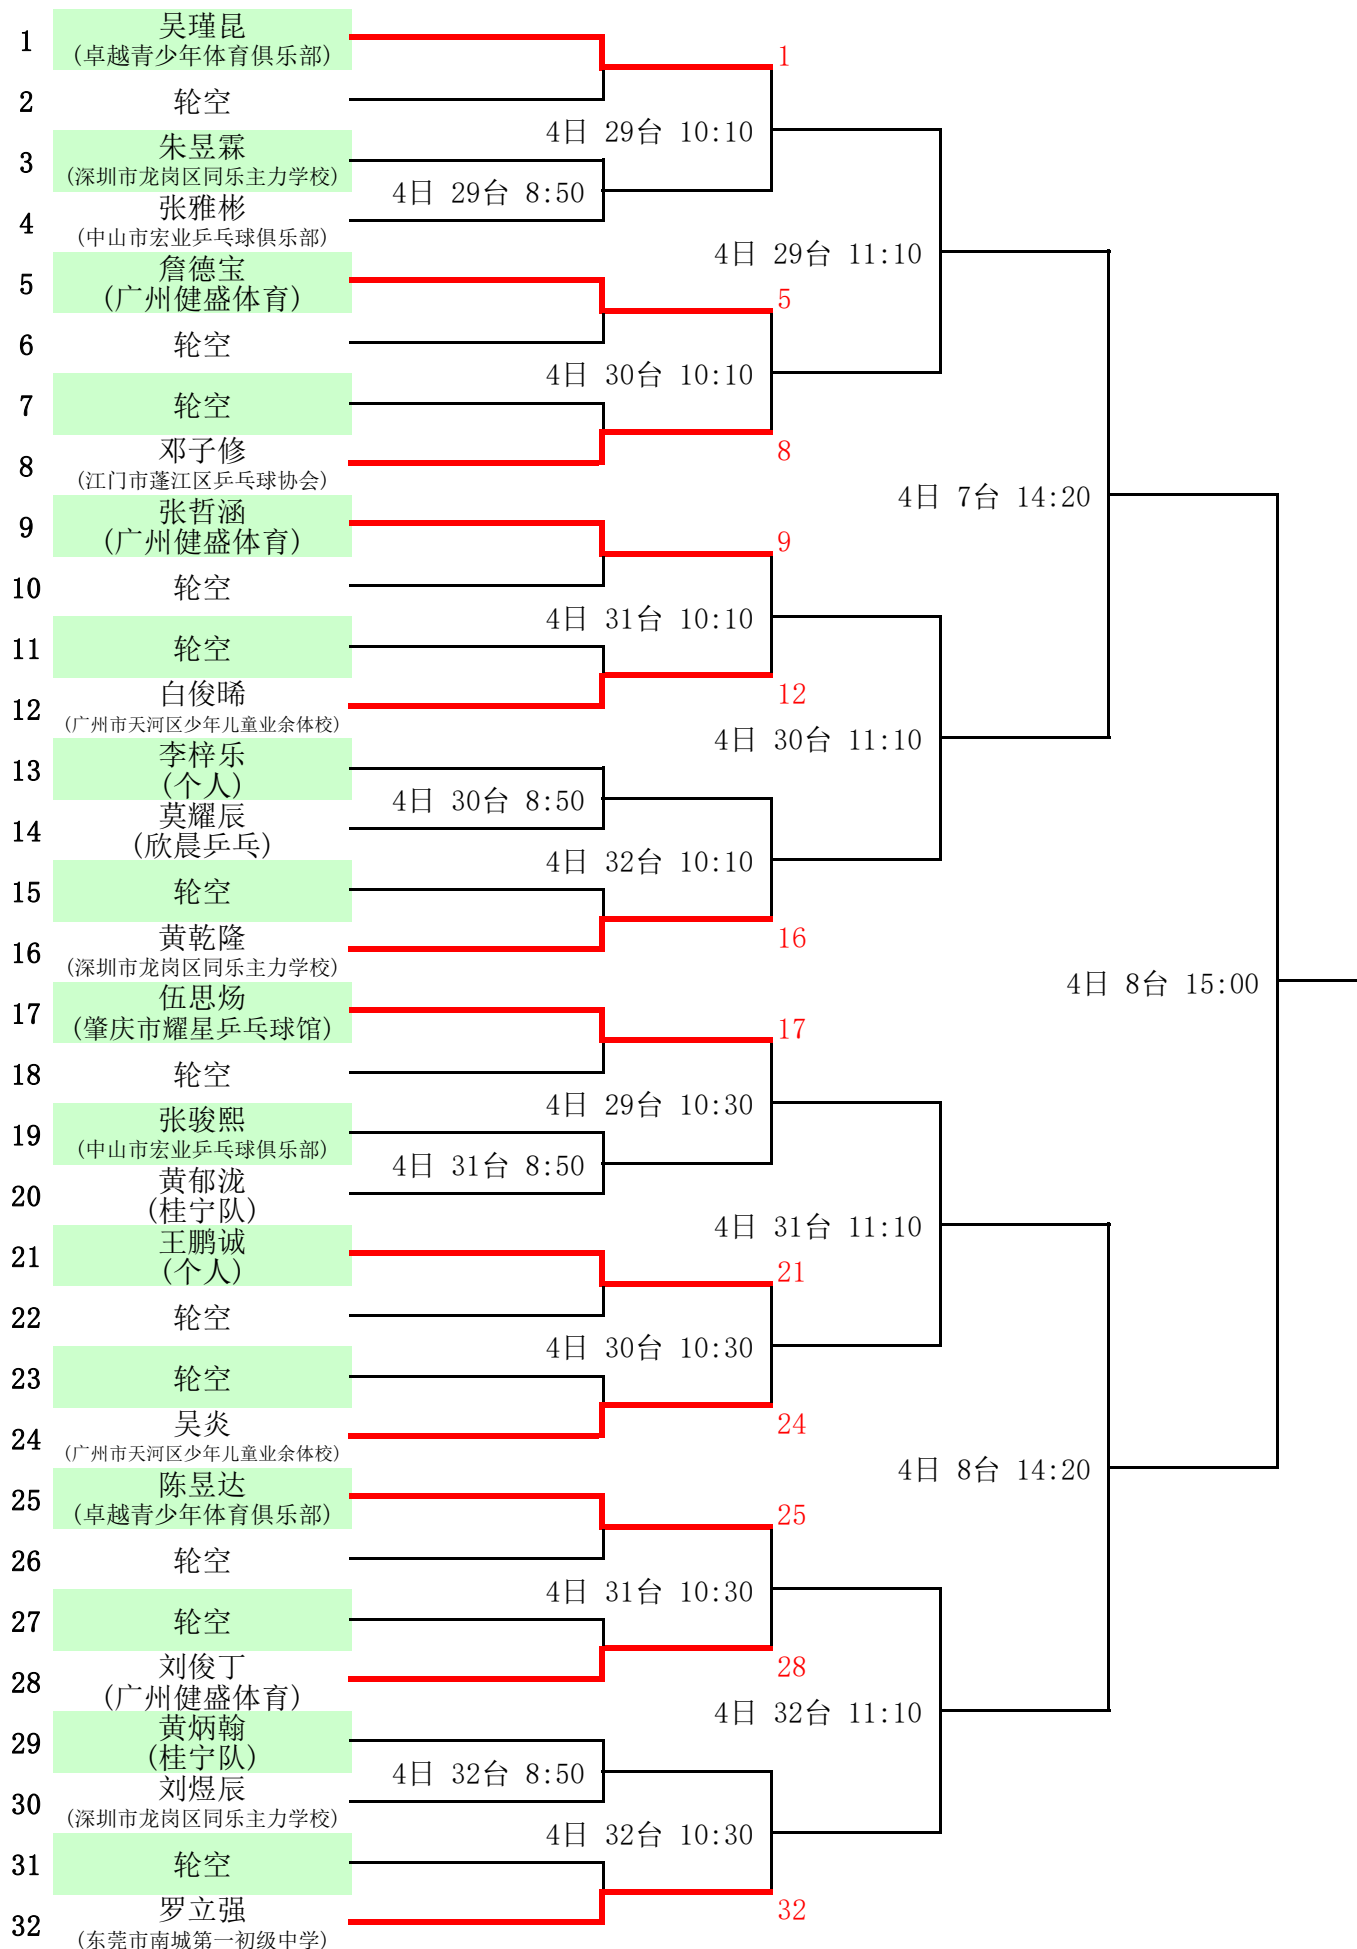 1
吴瑾昆
(卓越青少年体育俱乐部)
1
2
轮空
4日 29台 10:10
3
朱昱霖
(深圳市龙岗区同乐主力学校)
4日 29台 8:50
4
张雅彬
(中山市宏业乒乓球俱乐部)
4日 29台 11:10
5
詹德宝
(广州健盛体育)
5
6
轮空
4日 30台 10:10
7
轮空
8
邓子修
(江门市蓬江区乒乓球协会)
8
4日 7台 14:20
9
张哲涵
(广州健盛体育)
9
10
轮空
4日 31台 10:10
11
轮空
12
白俊晞
(广州市天河区少年儿童业余体校)
12
4日 30台 11:10
13
李梓乐
(个人)
4日 30台 8:50
14
莫耀辰
(欣晨乒乓)
4日 32台 10:10
15
轮空
16
黄乾隆
(深圳市龙岗区同乐主力学校)
16
4日 8台 15:00
17
伍思炀
(肇庆市耀星乒乓球馆)
17
18
轮空
4日 29台 10:30
19
张骏熙
(中山市宏业乒乓球俱乐部)
4日 31台 8:50
20
黄郁泷
(桂宁队)
4日 31台 11:10
21
王鹏诚
(个人)
21
22
轮空
4日 30台 10:30
23
轮空
24
吴炎
(广州市天河区少年儿童业余体校)
24
4日 8台 14:20
25
陈昱达
(卓越青少年体育俱乐部)
25
26
轮空
4日 31台 10:30
27
轮空
28
刘俊丁
(广州健盛体育)
28
4日 32台 11:10
29
黄炳翰
(桂宁队)
4日 32台 8:50
30
刘煜辰
(深圳市龙岗区同乐主力学校)
4日 32台 10:30
31
轮空
32
罗立强
(东莞市南城第一初级中学)
32